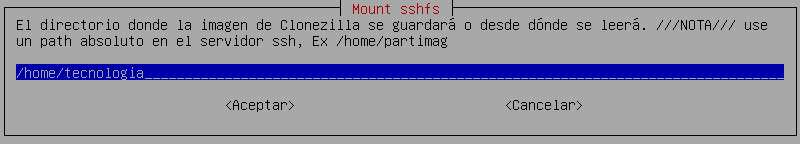 Mount sshfs
El directorio donde la imagen de Clonezilla se guardará o desde dónde se leerá. ///NOTA/// use
un path absoluto en el servidor ssh, Ex /home/partimag
/home/tecnologia
<Aceptar> <Cancelar>